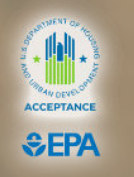 U.S. DEPARTMENT OF HOUSING
AND URBAN DEVELOPMENT
ACCEPTANCE
EPA